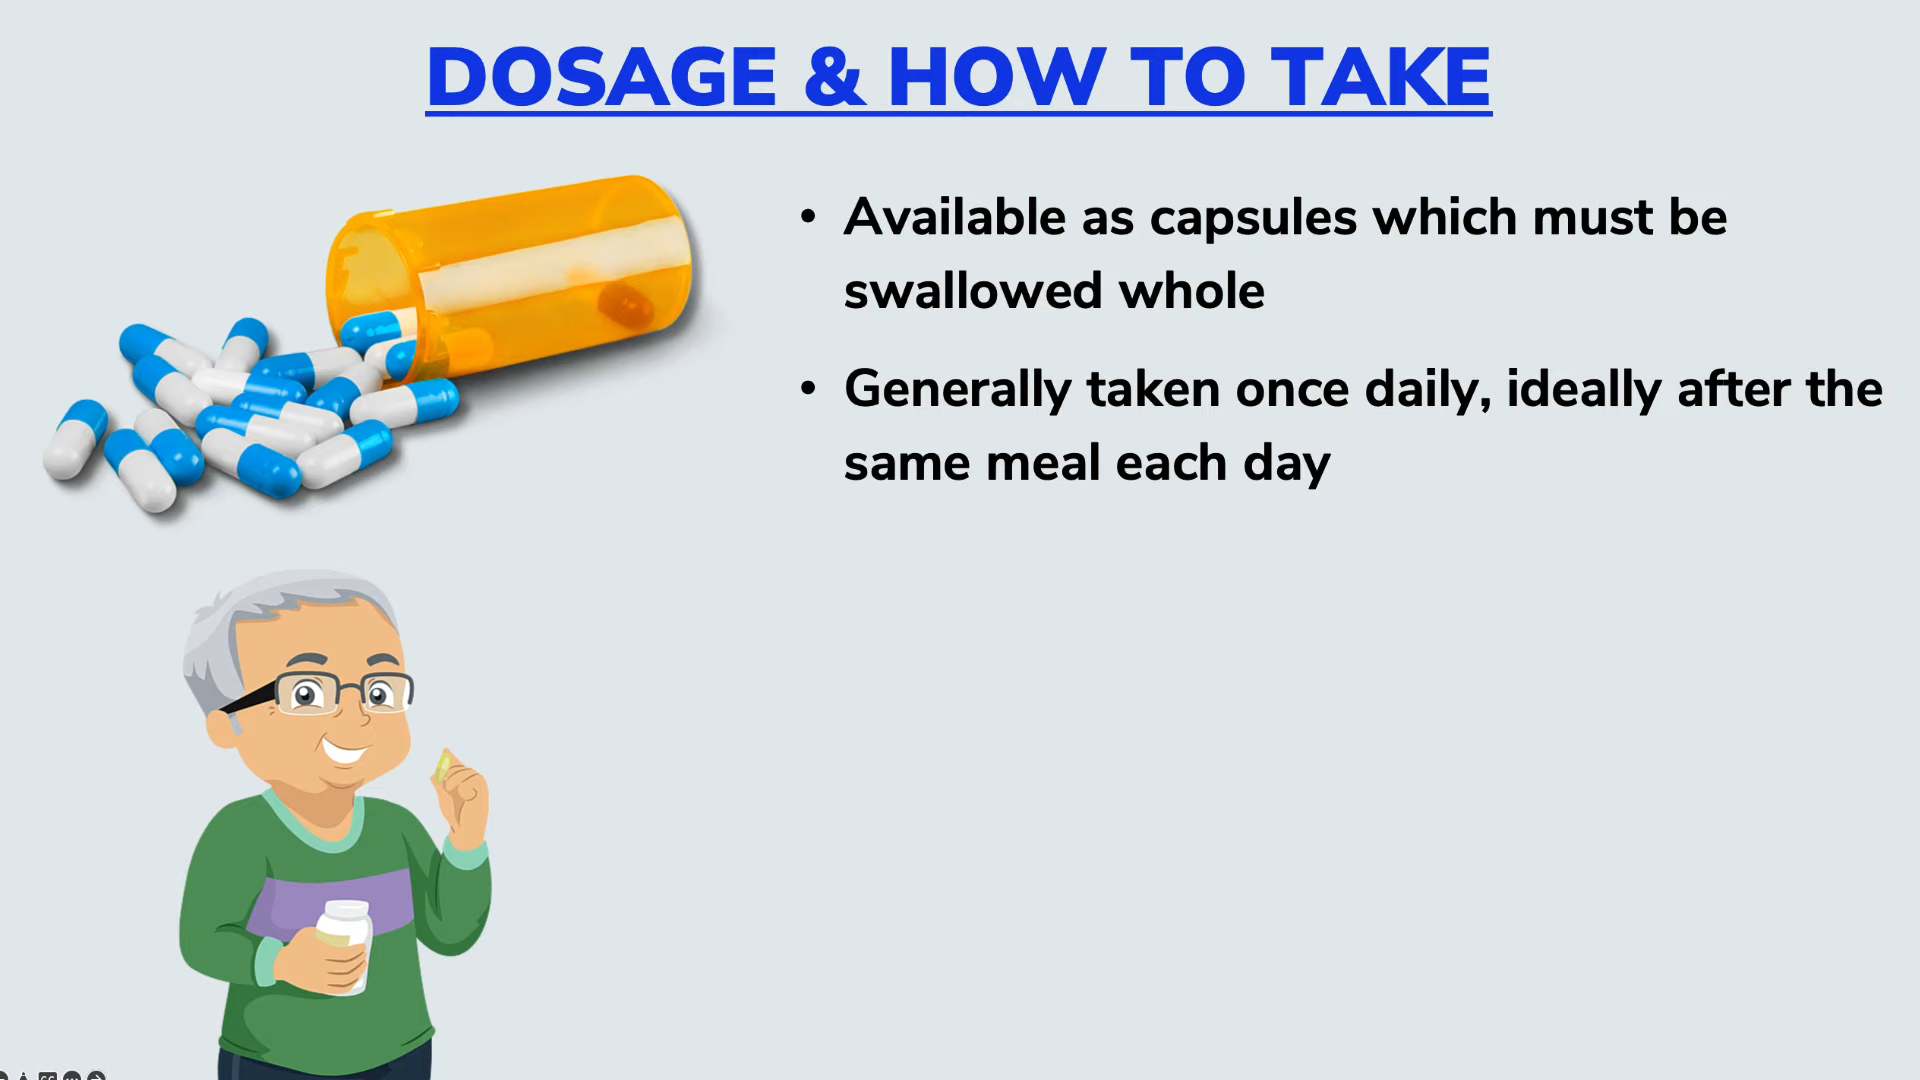 DOSAGE & HOW TO TAKE
• Available as capsules which must be
swallowed whole
• Generally taken once daily, ideally after the
same meal each day